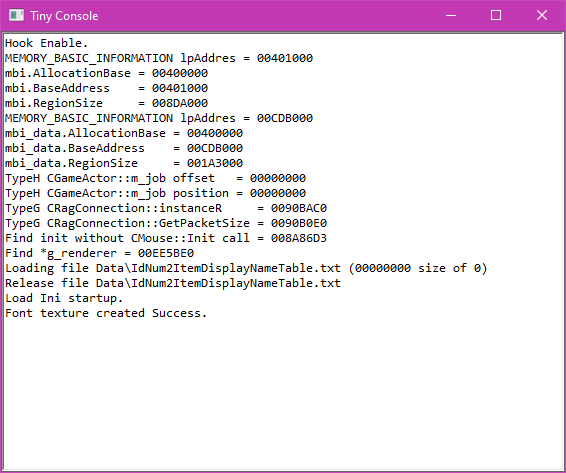 Tiny Console
Hook Enable.
MEMORY_BASIC_INFORMATION lpAddres = 00401000
mbi.AllocationBase = 00400000
mbi.BaseAddress    = 00401000
mbi.RegionSize     = 008DA000
MEMORY_BASIC_INFORMATION lpAddres = 00CDB000
mbi_data.AllocationBase = 00400000
mbi_data.BaseAddress    = 00CDB000
mbi_data.RegionSize     = 001A3000
TypeH CGameActor::m_job offset   = 00000000
TypeH CGameActor::m_job position = 00000000
TypeG CRagConnection::instanceR     = 0090BAC0
TypeG CRagConnection::GetPacketSize = 0090B0E0
Find init without CMouse::Init call = 008A86D3
Find *g_renderer = 00EE5BE0
Loading file Data\IdNum2ItemDisplayNameTable.txt (00000000 size of 0)
Release file Data\IdNum2ItemDisplayNameTable.txt
Load Ini startup.
Font texture created Success.